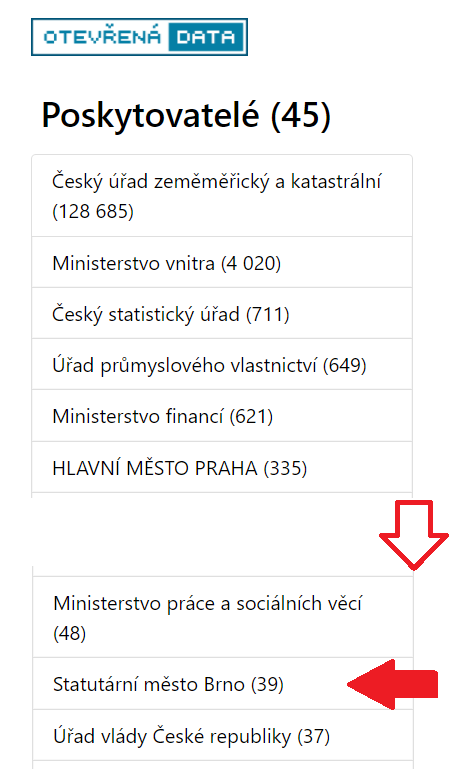 OTEVŘENÁ DATA
Poskytovatelé (45)
Český úřad zeměměřický a katastrální
(128 685)
Ministerstvo vnitra (4 020)
Český statistický úřad (711)
Úřad průmyslového vlastnictví (649)
Ministerstvo financí (621)
HLAVNÍ MĚSTO PRAHA (335)
Ministerstvo práce a sociálních věcí
(48)
Statutární město Brno (39)
Úřad vlády České republiky (37)